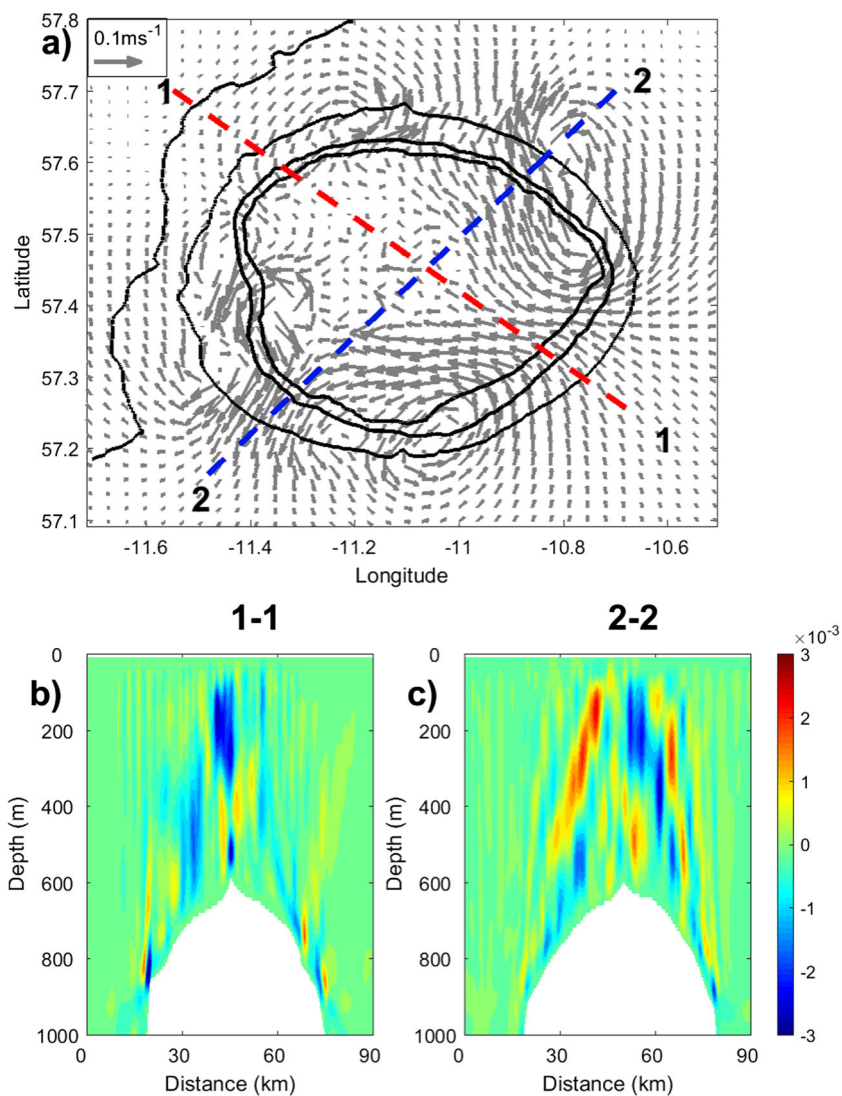 a)
0.1ms-1
57.8
57.7
57.6
57.5
57.4
57.3
57.2
57.1
Latitude
1
2
2
1
-11.6 -11.4 -11.2 -11 -10.8 -10.6
Longitude
1-1 2-2
b)
0
200
400
600
800
1000
Depth (m)
0 30 60 90
Distance (km)
c)
0
200
400
600
800
1000
Depth (m)
0 30 60 90
Distance (km)
×10-3
3
2
1
0
-1
-2
-3